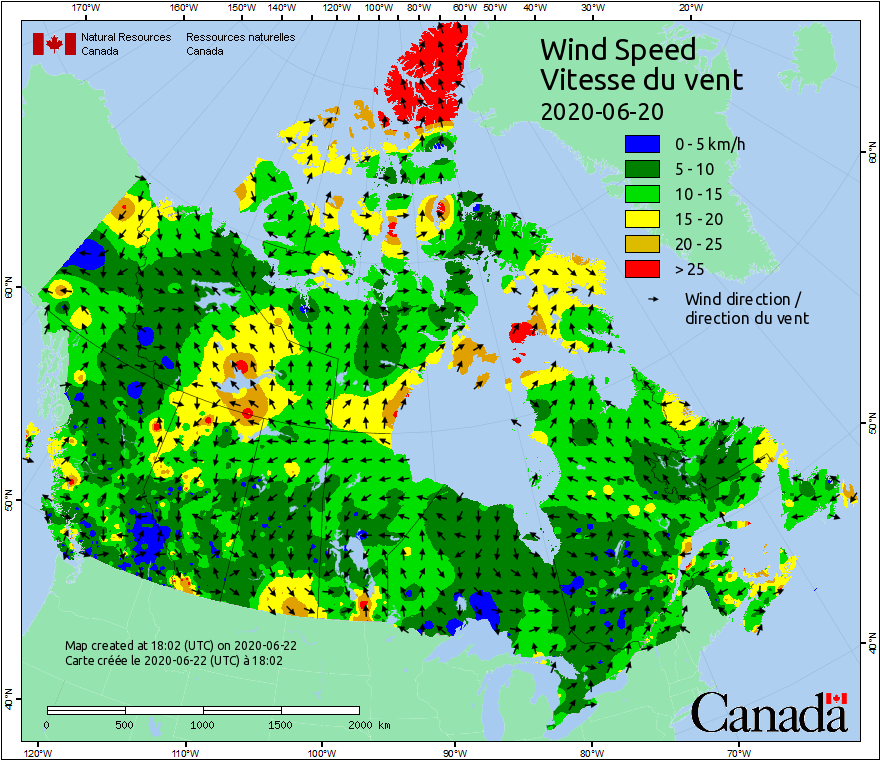 170°W 160°W 150°W 140°W 120°W 100°W 80°W 60°W 50°W 40°W 30°W 20°W
Natural Resources Ressources naturelles
Canada Canada
Wind Speed
Vitesse du vent
2020-06-20
0 - 5 km/h
5 - 10
10 - 15
15 - 20
20 - 25
> 25
Wind direction /
direction du vent
60°N
60°N
50°N
50°N
40°N
40°N
Map created at 18:02 (UTC) on 2020-06-22
Carte créée le 2020-06-22 (UTC) à 18:02
0 500 1000 1500 2000 km
Canada
120°W 110°W 100°W 90°W 80°W 70°W